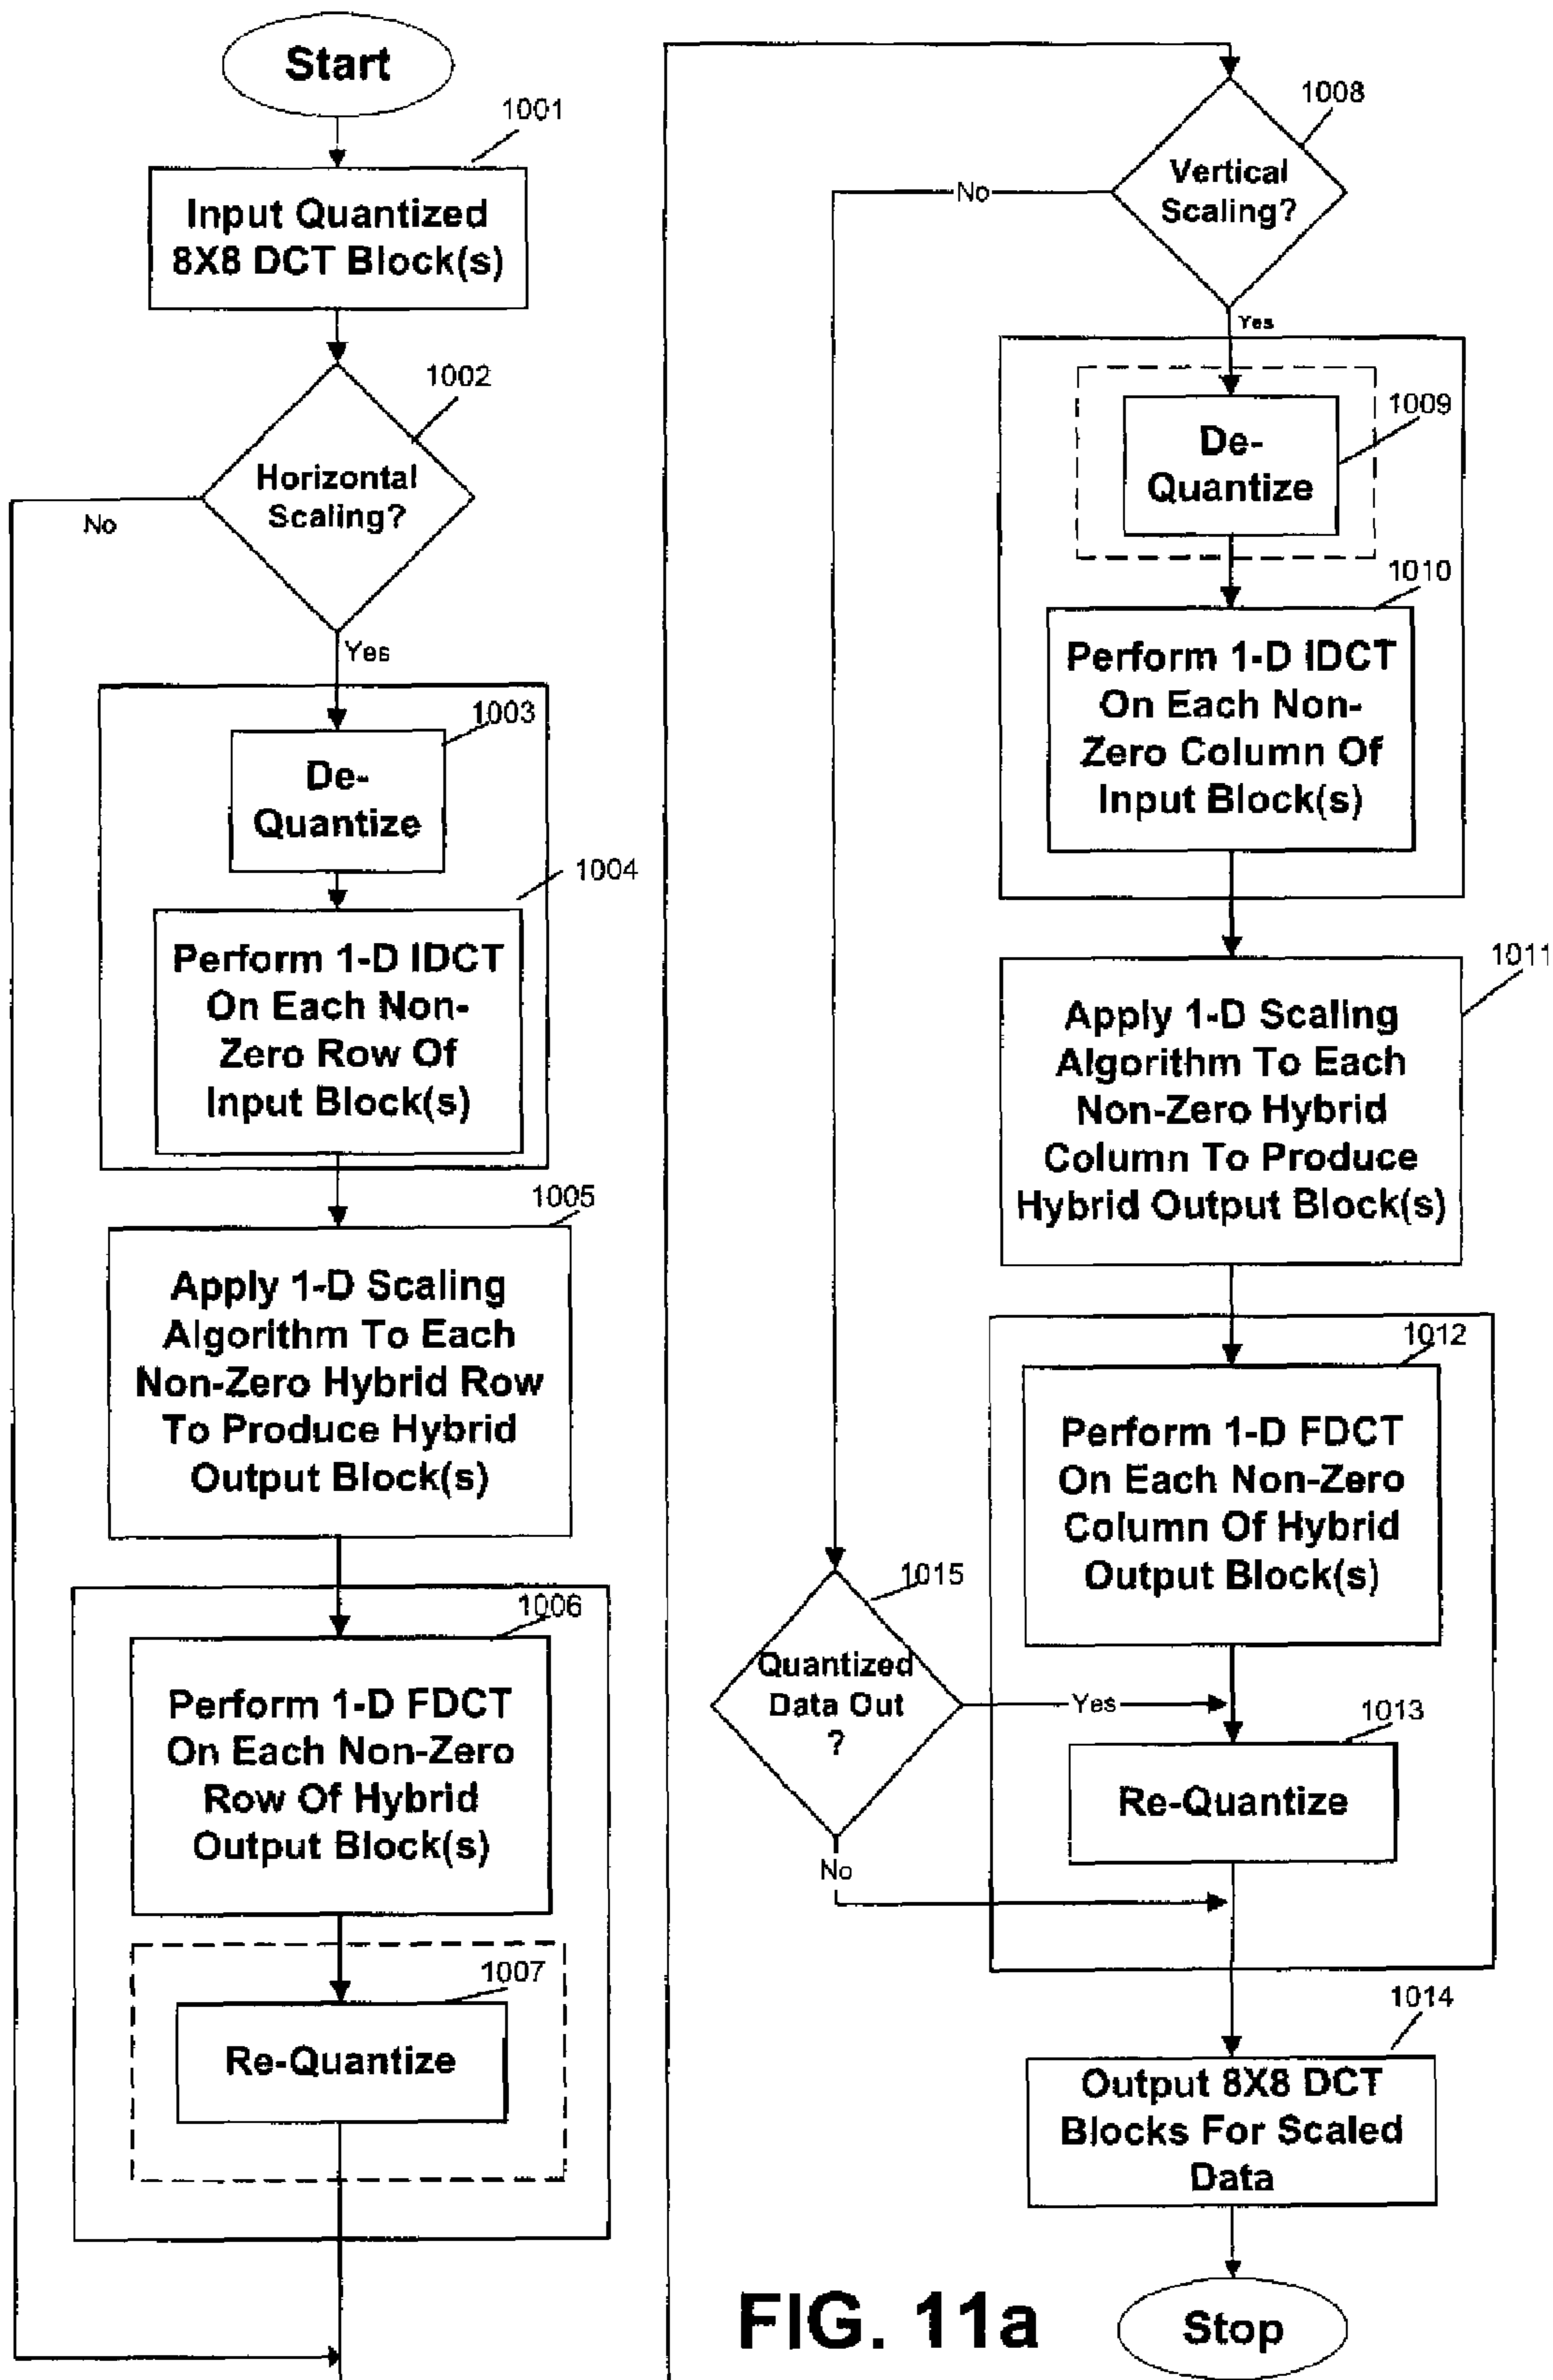 Start
1001
Input Quantized
8X8 DCT Block(s)
1002
Horizontal
Scaling?
No
Yes
1003
De-
Quantize
1004
Perform 1-D IDCT
On Each Non-
Zero Row Of
Input Block(s)
1005
Apply 1-D Scaling
Algorithm To Each
Non-Zero Hybrid Row
To Produce Hybrid
Output Block(s)
1006
Perform 1-D FDCT
On Each Non-Zero
Row Of Hybrid
Output Block(s)
1007
Re-Quantize
1008
Vertical
Scaling?
No
Yes
1009
De-
Quantize
1010
Perform 1-D IDCT
On Each Non-
Zero Column Of
Input Block(s)
1011
Apply 1-D Scaling
Algorithm To Each
Non-Zero Hybrid
Column To Produce
Hybrid Output Block(s)
1012
Perform 1-D FDCT
On Each Non-Zero
Column Of Hybrid
Output Block(s)
1015
Quantized
Data Out
?
Yes
No
1013
Re-Quantize
1014
Output 8X8 DCT
Blocks For Scaled
Data
Stop
FIG. 11a